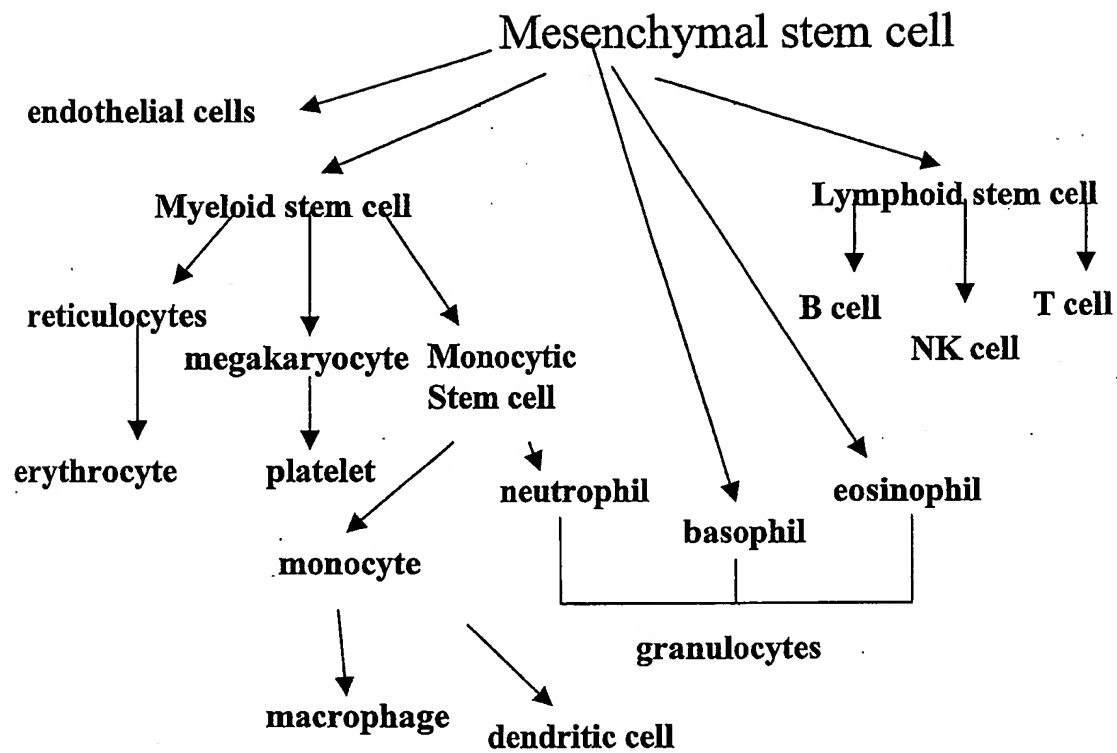 Mesenchymal stem cell
endothelial cells
Myeloid stem cell
Lymphoid stem cell
reticulocytes
B cell
T cell
NK cell
megakaryocyte
Monocytic
Stem cell
erythrocyte
platelet
neutrophil
eosinophil
basophil
monocyte
granulocytes
macrophage
dendritic cell